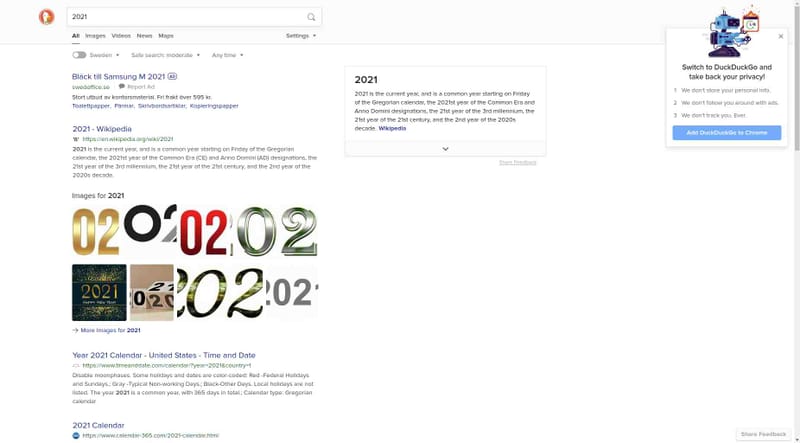 2021
All Images Videos News Maps Settings
Sweden Safe search: moderate Any time
Bläck till Samsung M 2021 Ad
swedoffice.se Report Ad
Stort utbud av kontorsmaterial. Fri frakt över 595 kr.
Toalettpapper, Pärmar, Skrivbordsartiklar, Kopieringspapper
2021 - Wikipedia
https://en.wikipedia.org/wiki/2021
2021 is the current year, and is a common year starting on Friday of the Gregorian
calendar, the 2021st year of the Common Era (CE) and Anno Domini (AD) designations, the
21st year of the 3rd millennium, the 21st year of the 21st century, and the 2nd year of the
2020s decade.
Images for 2021
02
02
02
202
2021
HAPPY NEW YEAR
2021
202
202
More Images for 2021
Year 2021 Calendar - United States - Time and Date
https://www.timeanddate.com/calendar/?year=2021&country=1
Disable moonphases. Some holidays and dates are color-coded: Red -Federal Holidays
and Sundays.; Gray -Typical Non-working Days.; Black-Other Days. Local holidays are not
listed. The year 2021 is a common year, with 365 days in total.; Calendar type: Gregorian
calendar
2021 Calendar
https://www.calendar-365.com/2021-calendar.html
2021
2021 is the current year, and is a common year starting on Friday
of the Gregorian calendar, the 2021st year of the Common Era and
Anno Domini designations, the 21st year of the 3rd millennium, the
21st year of the 21st century, and the 2nd year of the 2020s
decade. Wikipedia
Share Feedback
Switch to DuckDuckGo and
take back your privacy!
1 We don't store your personal info.
2 We don't follow you around with ads.
3 We don't track you. Ever.
Add DuckDuckGo to Chrome
Share Feedback